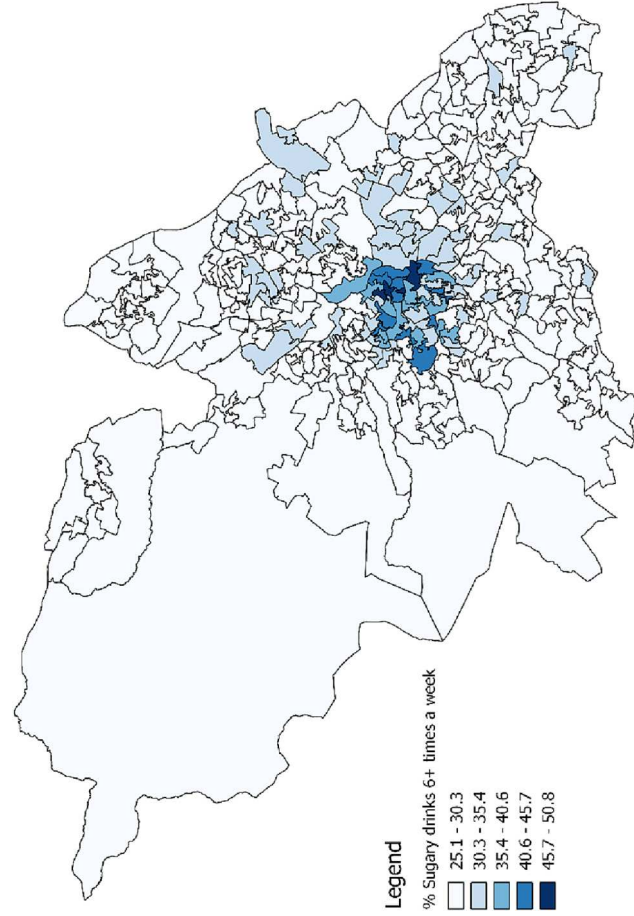 Legend
% Sugary drinks 6+ times a week
25.1 - 30.3
30.3 - 35.4
35.4 - 40.6
40.6 - 45.7
45.7 - 50.8